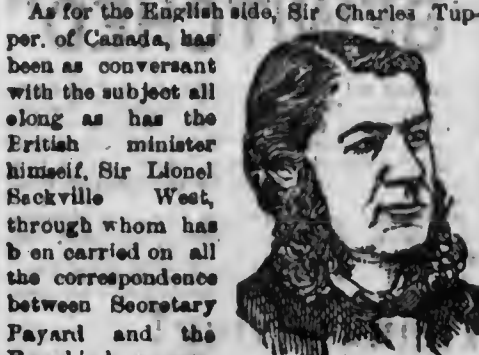 As for the English side, Sir Charles Tup-
per. of Canada, has
been as conversant
with the subject all
along as has the
British minister
himself, Sir Lionel
Sackville West,
through whom has
b en carried on all
the correspondence
between Secretary
Payard and the